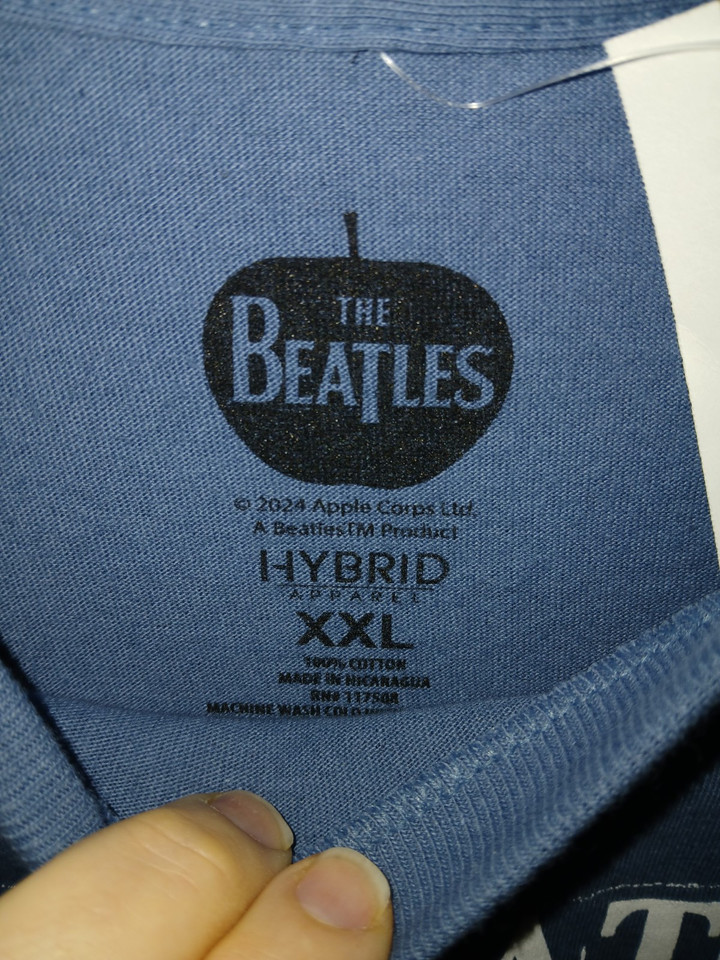 THE
BEATLES
© 2024 Apple Corps Ltd.
A BeatlesTM Product
HYBRID
APPAREL
XXL
100% COTTON
MADE IN NICARAGUA
RN# 117508
MACHINE WASH COLD
AT